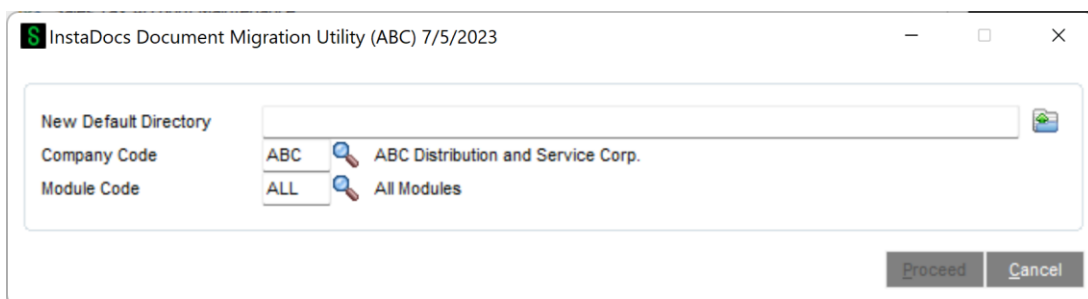 InstaDocs Document Migration Utility (ABC) 7/5/2023
New Default Directory
Company Code ABC ABC Distribution and Service Corp.
Module Code ALL All Modules
Proceed Cancel